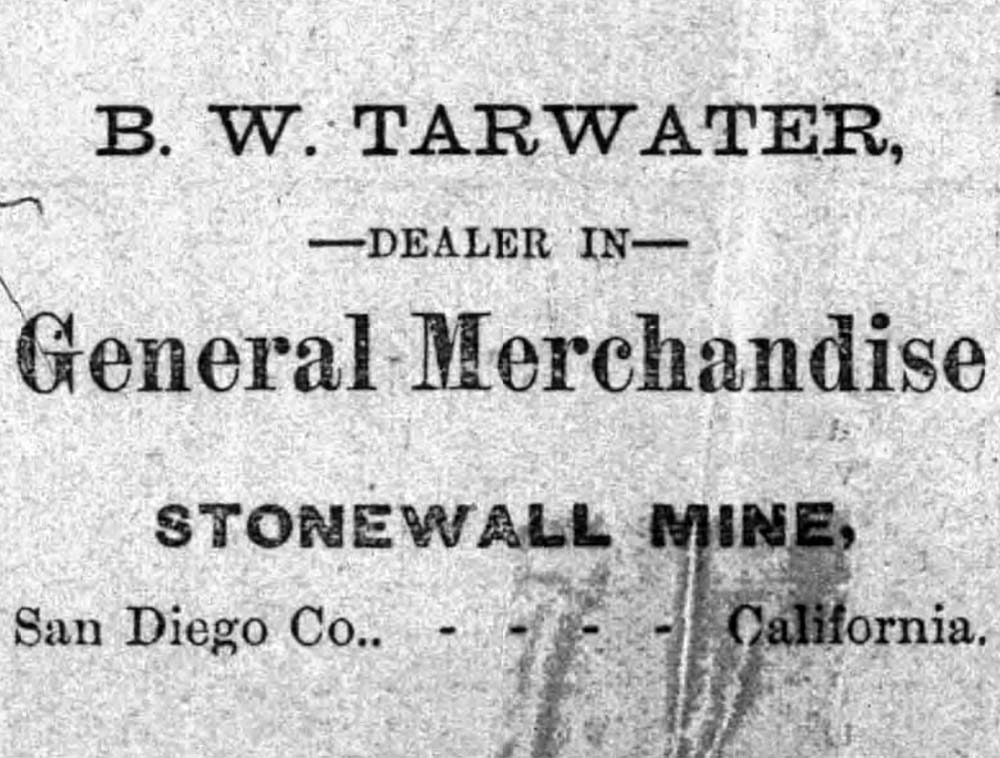 B. W. TARWATER,
—DEALER IN—
General Merchandise
STONEWALL MINE,
San Diego Co.. - - - - California.